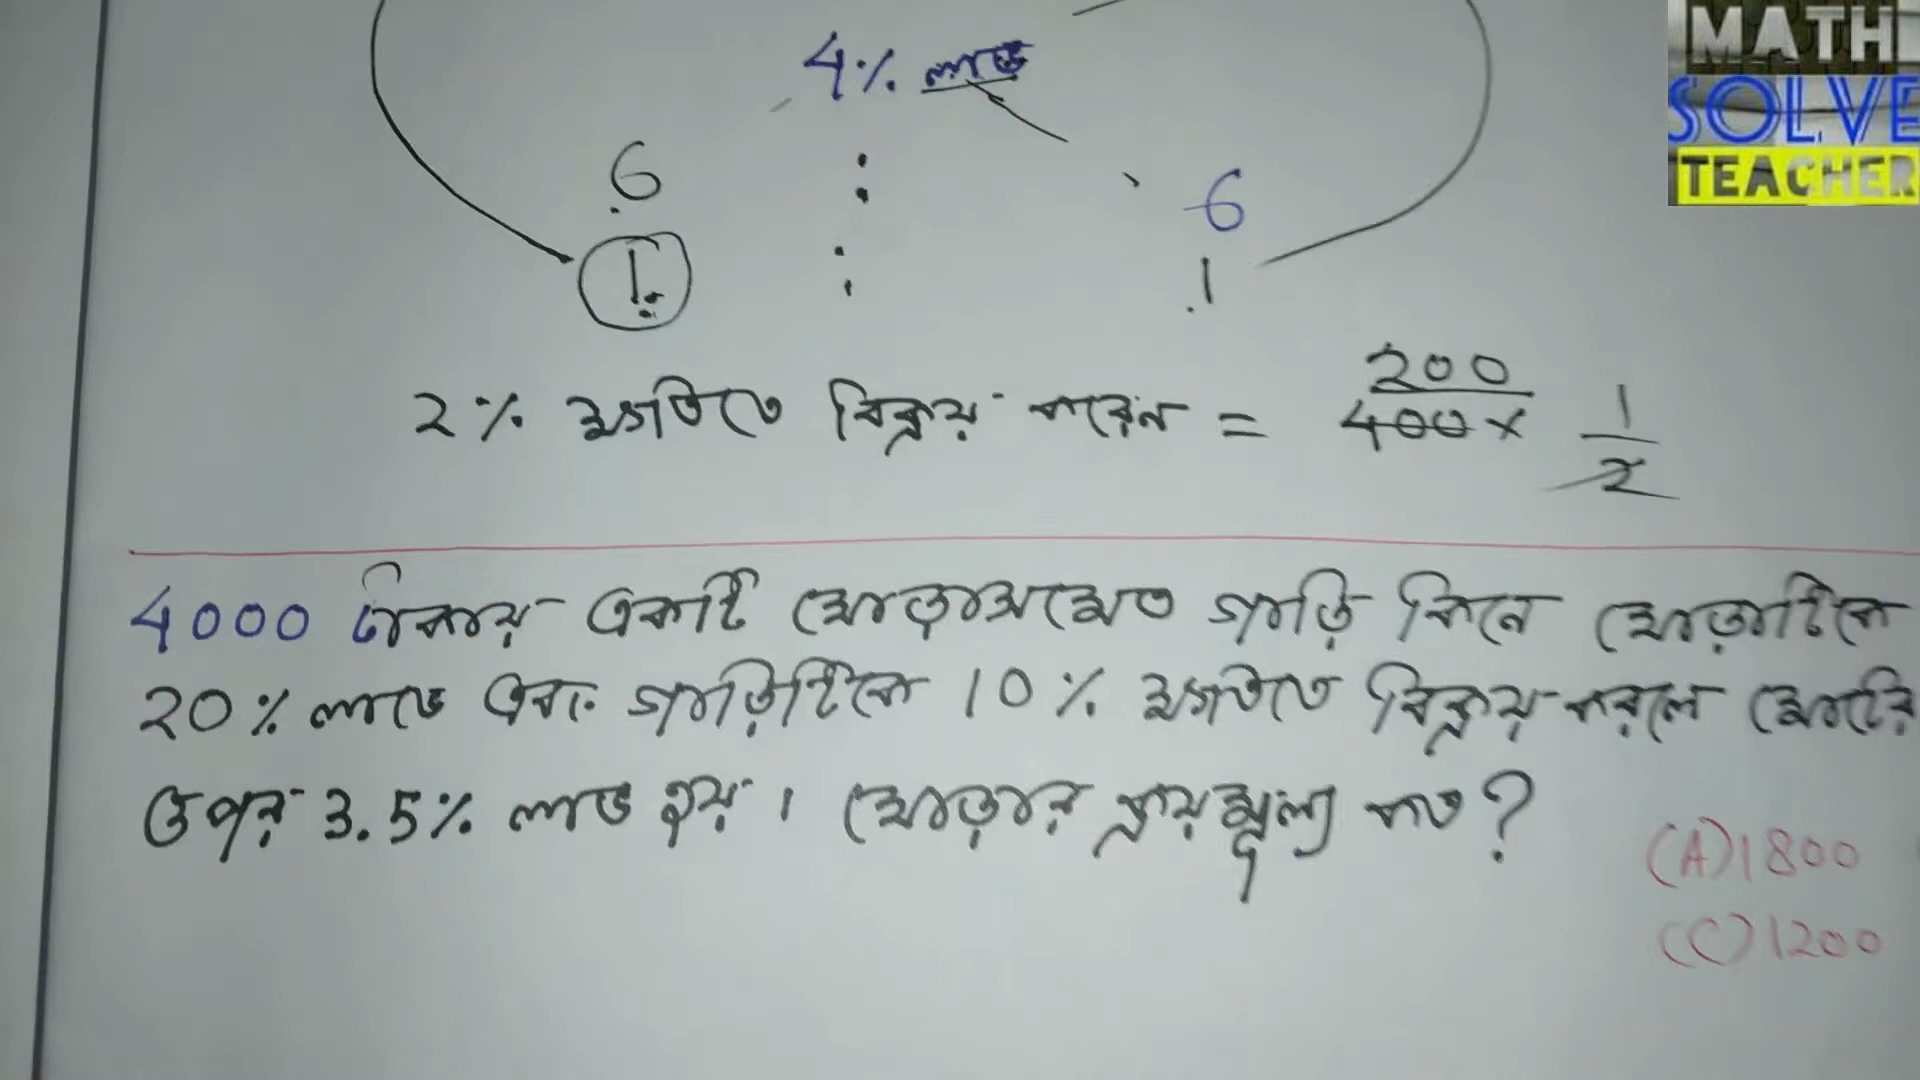 MATH
SOLVE
TEACHER
4% লাভ
6 : 6
1 : 1
2% ক্ষতিতে বিক্রয় করেন = 200
400 × 1/2
4000 টাকায় একটি ঘোড়াসমেত গাড়ি কিনে ঘোড়াটিকে
20% লাভে এবং গাড়িটিকে 10% ক্ষতিতে বিক্রয় করলে মোটের
উপর 3.5% লাভ হয়। ঘোড়ার ক্রয়মূল্য কত?
(A) 1800
(C) 1200